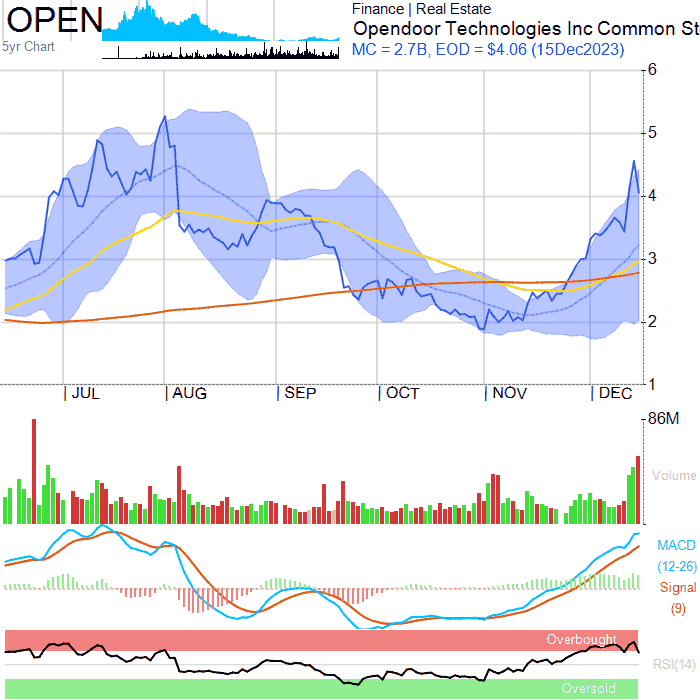 OPEN
5yr Chart
Finance | Real Estate
Opendoor Technologies Inc Common St
MC = 2.7B, EOD = $4.06 (15Dec2023)
6
5
4
3
2
1
JUL AUG SEP OCT NOV DEC
86M
Volume
MACD
(12-26)
Signal
(9)
Overbought
RSI(14)
Oversold